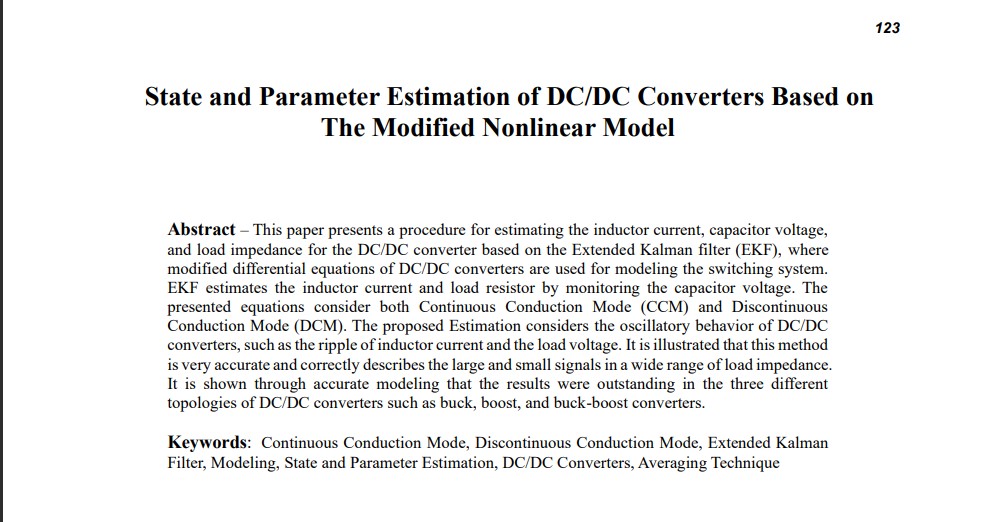 123
State and Parameter Estimation of DC/DC Converters Based on
The Modified Nonlinear Model
Abstract – This paper presents a procedure for estimating the inductor current, capacitor voltage,
and load impedance for the DC/DC converter based on the Extended Kalman filter (EKF), where
modified differential equations of DC/DC converters are used for modeling the switching system.
EKF estimates the inductor current and load resistor by monitoring the capacitor voltage. The
presented equations consider both Continuous Conduction Mode (CCM) and Discontinuous
Conduction Mode (DCM). The proposed Estimation considers the oscillatory behavior of DC/DC
converters, such as the ripple of inductor current and the load voltage. It is illustrated that this method
is very accurate and correctly describes the large and small signals in a wide range of load impedance.
It is shown through accurate modeling that the results were outstanding in the three different
topologies of DC/DC converters such as buck, boost, and buck-boost converters.
Keywords: Continuous Conduction Mode, Discontinuous Conduction Mode, Extended Kalman
Filter, Modeling, State and Parameter Estimation, DC/DC Converters, Averaging Technique